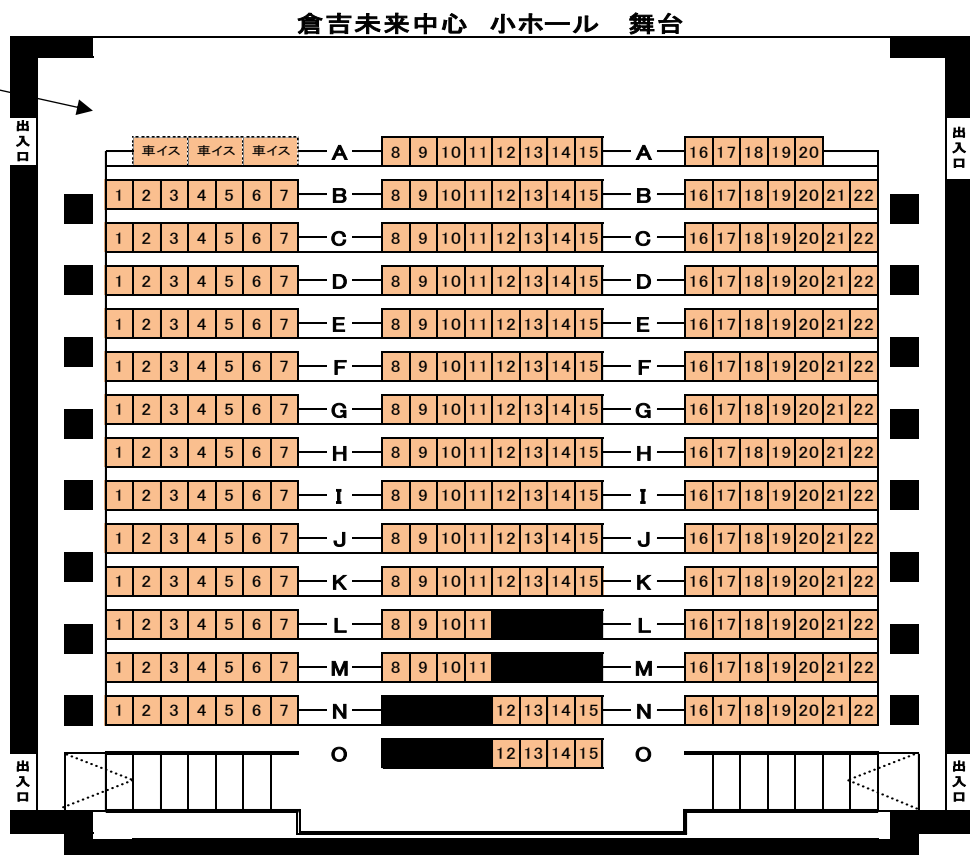 倉吉未来中心 小ホール 舞台
出入口
出入口
車イス 車イス 車イス A 8 9 10 11 12 13 14 15 A 16 17 18 19 20
1 2 3 4 5 6 7 B 8 9 10 11 12 13 14 15 B 16 17 18 19 20 21 22
1 2 3 4 5 6 7 C 8 9 10 11 12 13 14 15 C 16 17 18 19 20 21 22
1 2 3 4 5 6 7 D 8 9 10 11 12 13 14 15 D 16 17 18 19 20 21 22
1 2 3 4 5 6 7 E 8 9 10 11 12 13 14 15 E 16 17 18 19 20 21 22
1 2 3 4 5 6 7 F 8 9 10 11 12 13 14 15 F 16 17 18 19 20 21 22
1 2 3 4 5 6 7 G 8 9 10 11 12 13 14 15 G 16 17 18 19 20 21 22
1 2 3 4 5 6 7 H 8 9 10 11 12 13 14 15 H 16 17 18 19 20 21 22
1 2 3 4 5 6 7 I 8 9 10 11 12 13 14 15 I 16 17 18 19 20 21 22
1 2 3 4 5 6 7 J 8 9 10 11 12 13 14 15 J 16 17 18 19 20 21 22
1 2 3 4 5 6 7 K 8 9 10 11 12 13 14 15 K 16 17 18 19 20 21 22
1 2 3 4 5 6 7 L 8 9 10 11 L 16 17 18 19 20 21 22
1 2 3 4 5 6 7 M 8 9 10 11 M 16 17 18 19 20 21 22
1 2 3 4 5 6 7 N 12 13 14 15 N 16 17 18 19 20 21 22
O 12 13 14 15 O
出入口
出入口